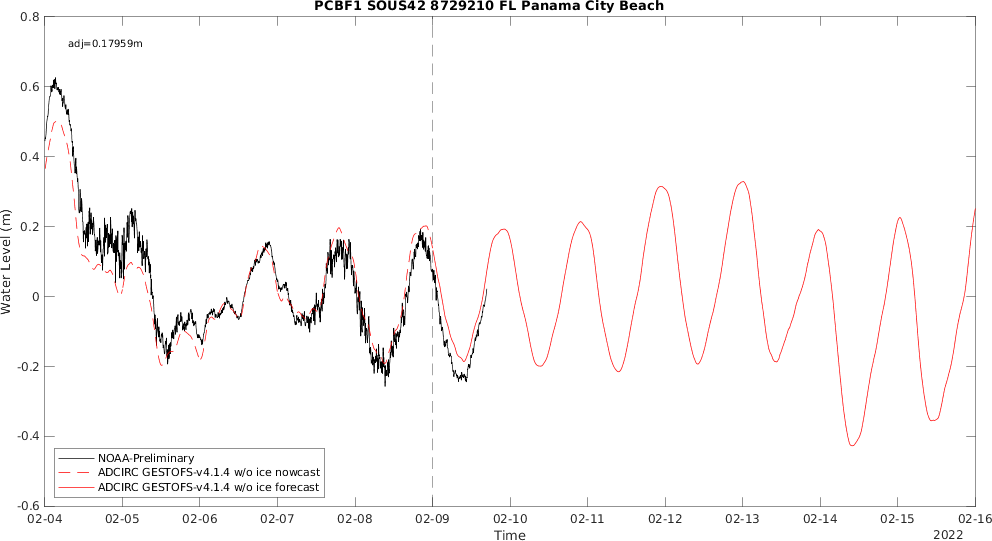 PCBF1 SOUS42 8729210 FL Panama City Beach
adj=0.17959m
0.8
0.6
0.4
0.2
0
-0.2
-0.4
-0.6
Water Level (m)
NOAA-Preliminary
ADCIRC GESTOFS-v4.1.4 w/o ice nowcast
ADCIRC GESTOFS-v4.1.4 w/o ice forecast
02-04 02-05 02-06 02-07 02-08 02-09 02-10 02-11 02-12 02-13 02-14 02-15 02-16
Time
2022